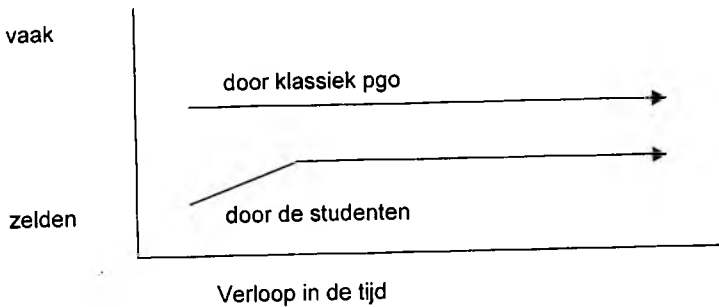 vaak
door klassiek pgo
door de studenten
zelden
Verloop in de tijd